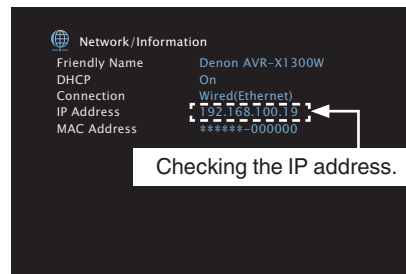 Network/Information
Friendly Name Denon AVR-X1300W
DHCP On
Connection Wired(Ethernet)
IP Address 192.168.100.19
MAC Address ******-000000
Checking the IP address.